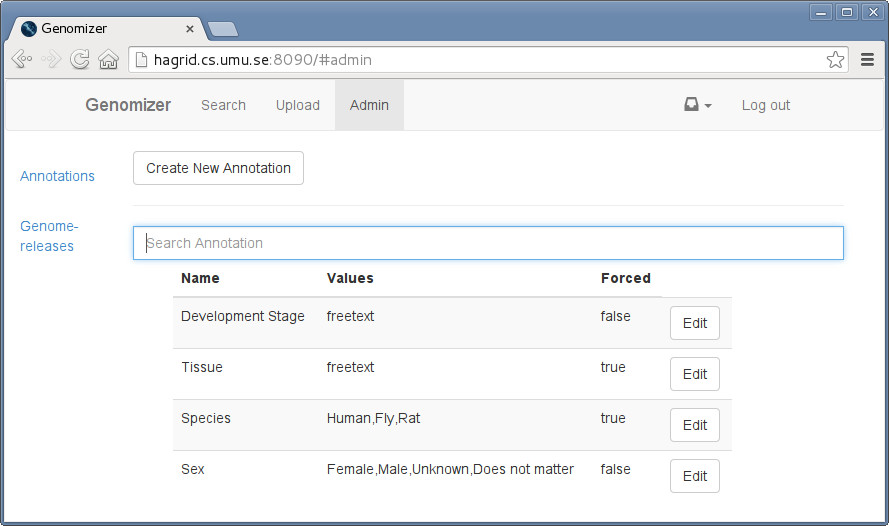 Genomizer
hagrid.cs.umu.se:8090/#admin
Genomizer Search Upload Admin Log out
Annotations
Genome-
releases
Create New Annotation
Search Annotation
Name Values Forced
Development Stage freetext false Edit
Tissue freetext true Edit
Species Human,Fly,Rat true Edit
Sex Female,Male,Unknown,Does not matter false Edit